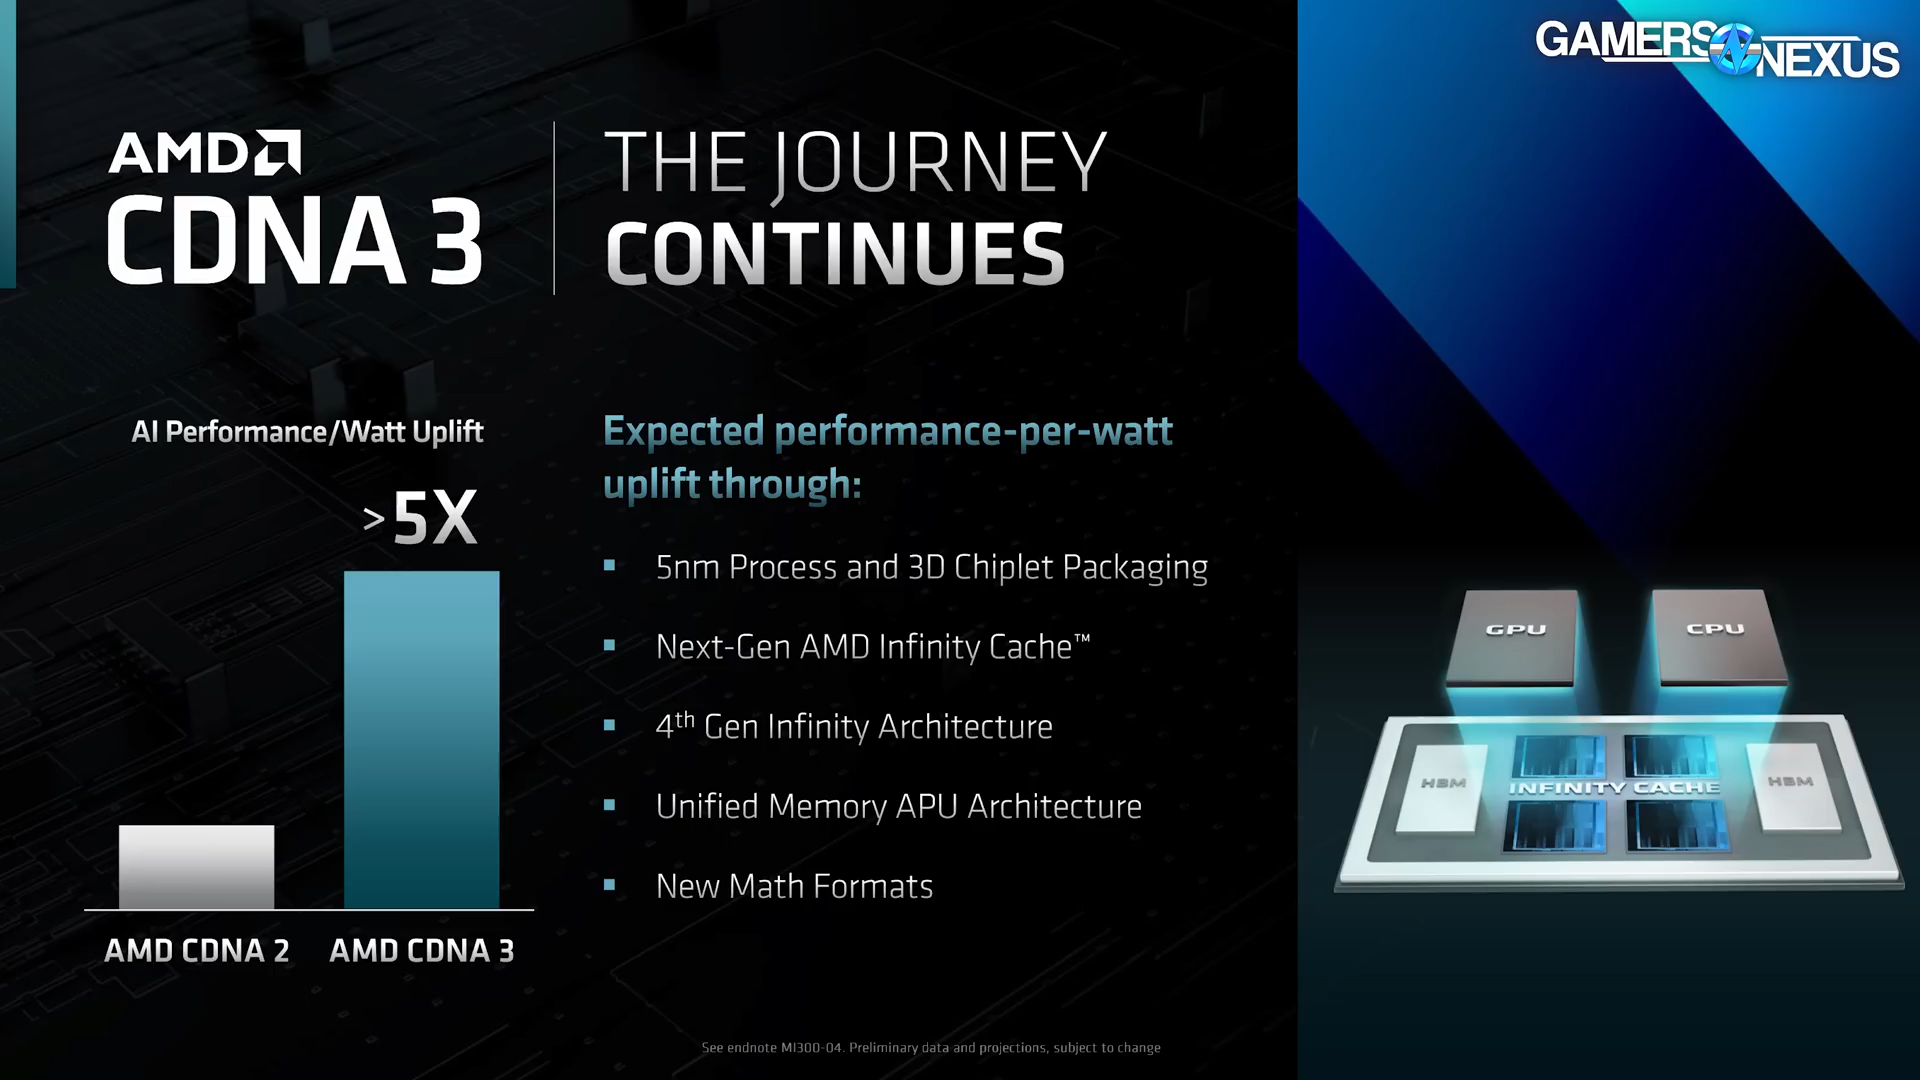 GAMERS NEXUS
AMD
CDNA 3
THE JOURNEY
CONTINUES
AI Performance/Watt Uplift
>5X
AMD CDNA 2
AMD CDNA 3
Expected performance-per-watt
uplift through:
▪ 5nm Process and 3D Chiplet Packaging
▪ Next-Gen AMD Infinity Cache™
▪ 4th Gen Infinity Architecture
▪ Unified Memory APU Architecture
▪ New Math Formats
GPU
CPU
HBM
INFINITY CACHE
HBM
See endnote MI300-04. Preliminary data and projections, subject to change